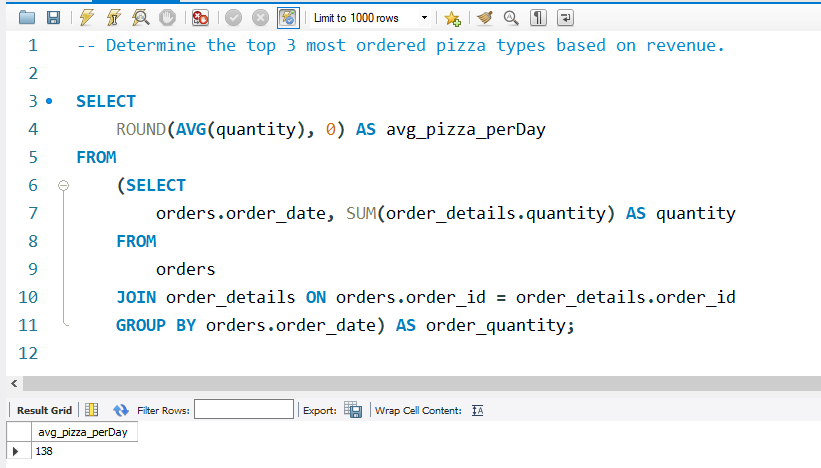 Limit to 1000 rows
1 -- Determine the top 3 most ordered pizza types based on revenue.
2
3 SELECT
4 ROUND(AVG(quantity), 0) AS avg_pizza_perDay
5 FROM
6 (SELECT
7 orders.order_date, SUM(order_details.quantity) AS quantity
8 FROM
9 orders
10 JOIN order_details ON orders.order_id = order_details.order_id
11 GROUP BY orders.order_date) AS order_quantity;
12
Result Grid Filter Rows: Export: Wrap Cell Content:
avg_pizza_perDay
138